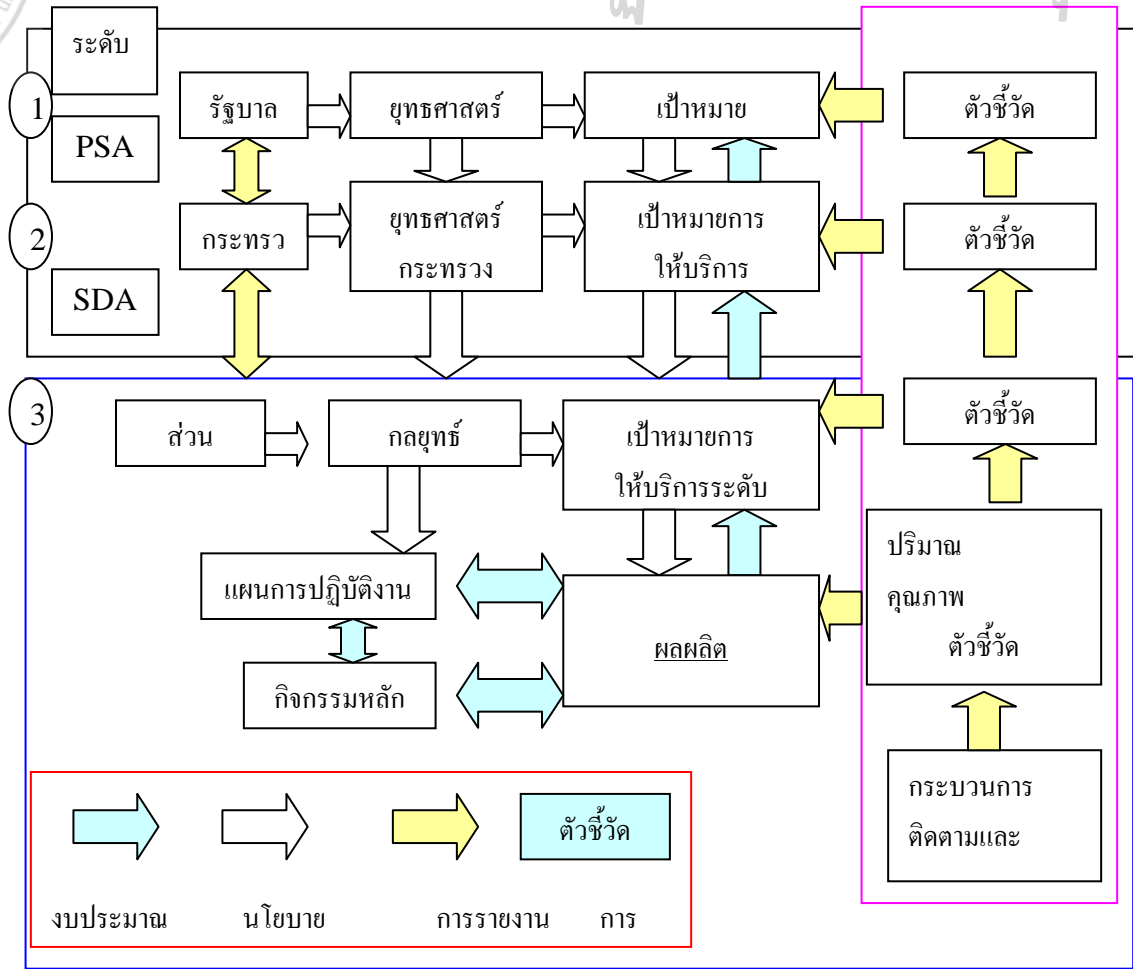 ระดับ
1
รัฐบาล
ยุทธศาสตร์
เป้าหมาย
ตัวชี้วัด
PSA
2
กระทรว
ยุทธศาสตร์
กระทรวง
เป้าหมายการ
ให้บริการ
ตัวชี้วัด
SDA
3
ส่วน
กลยุทธ์
เป้าหมายการ
ให้บริการระดับ
ตัวชี้วัด
แผนการปฏิบัติงาน
ผลผลิต
ปริมาณ
คุณภาพ
ตัวชี้วัด
กิจกรรมหลัก
กระบวนการ
ติดตามและ
ตัวชี้วัด
งบประมาณ
นโยบาย
การรายงาน
การ